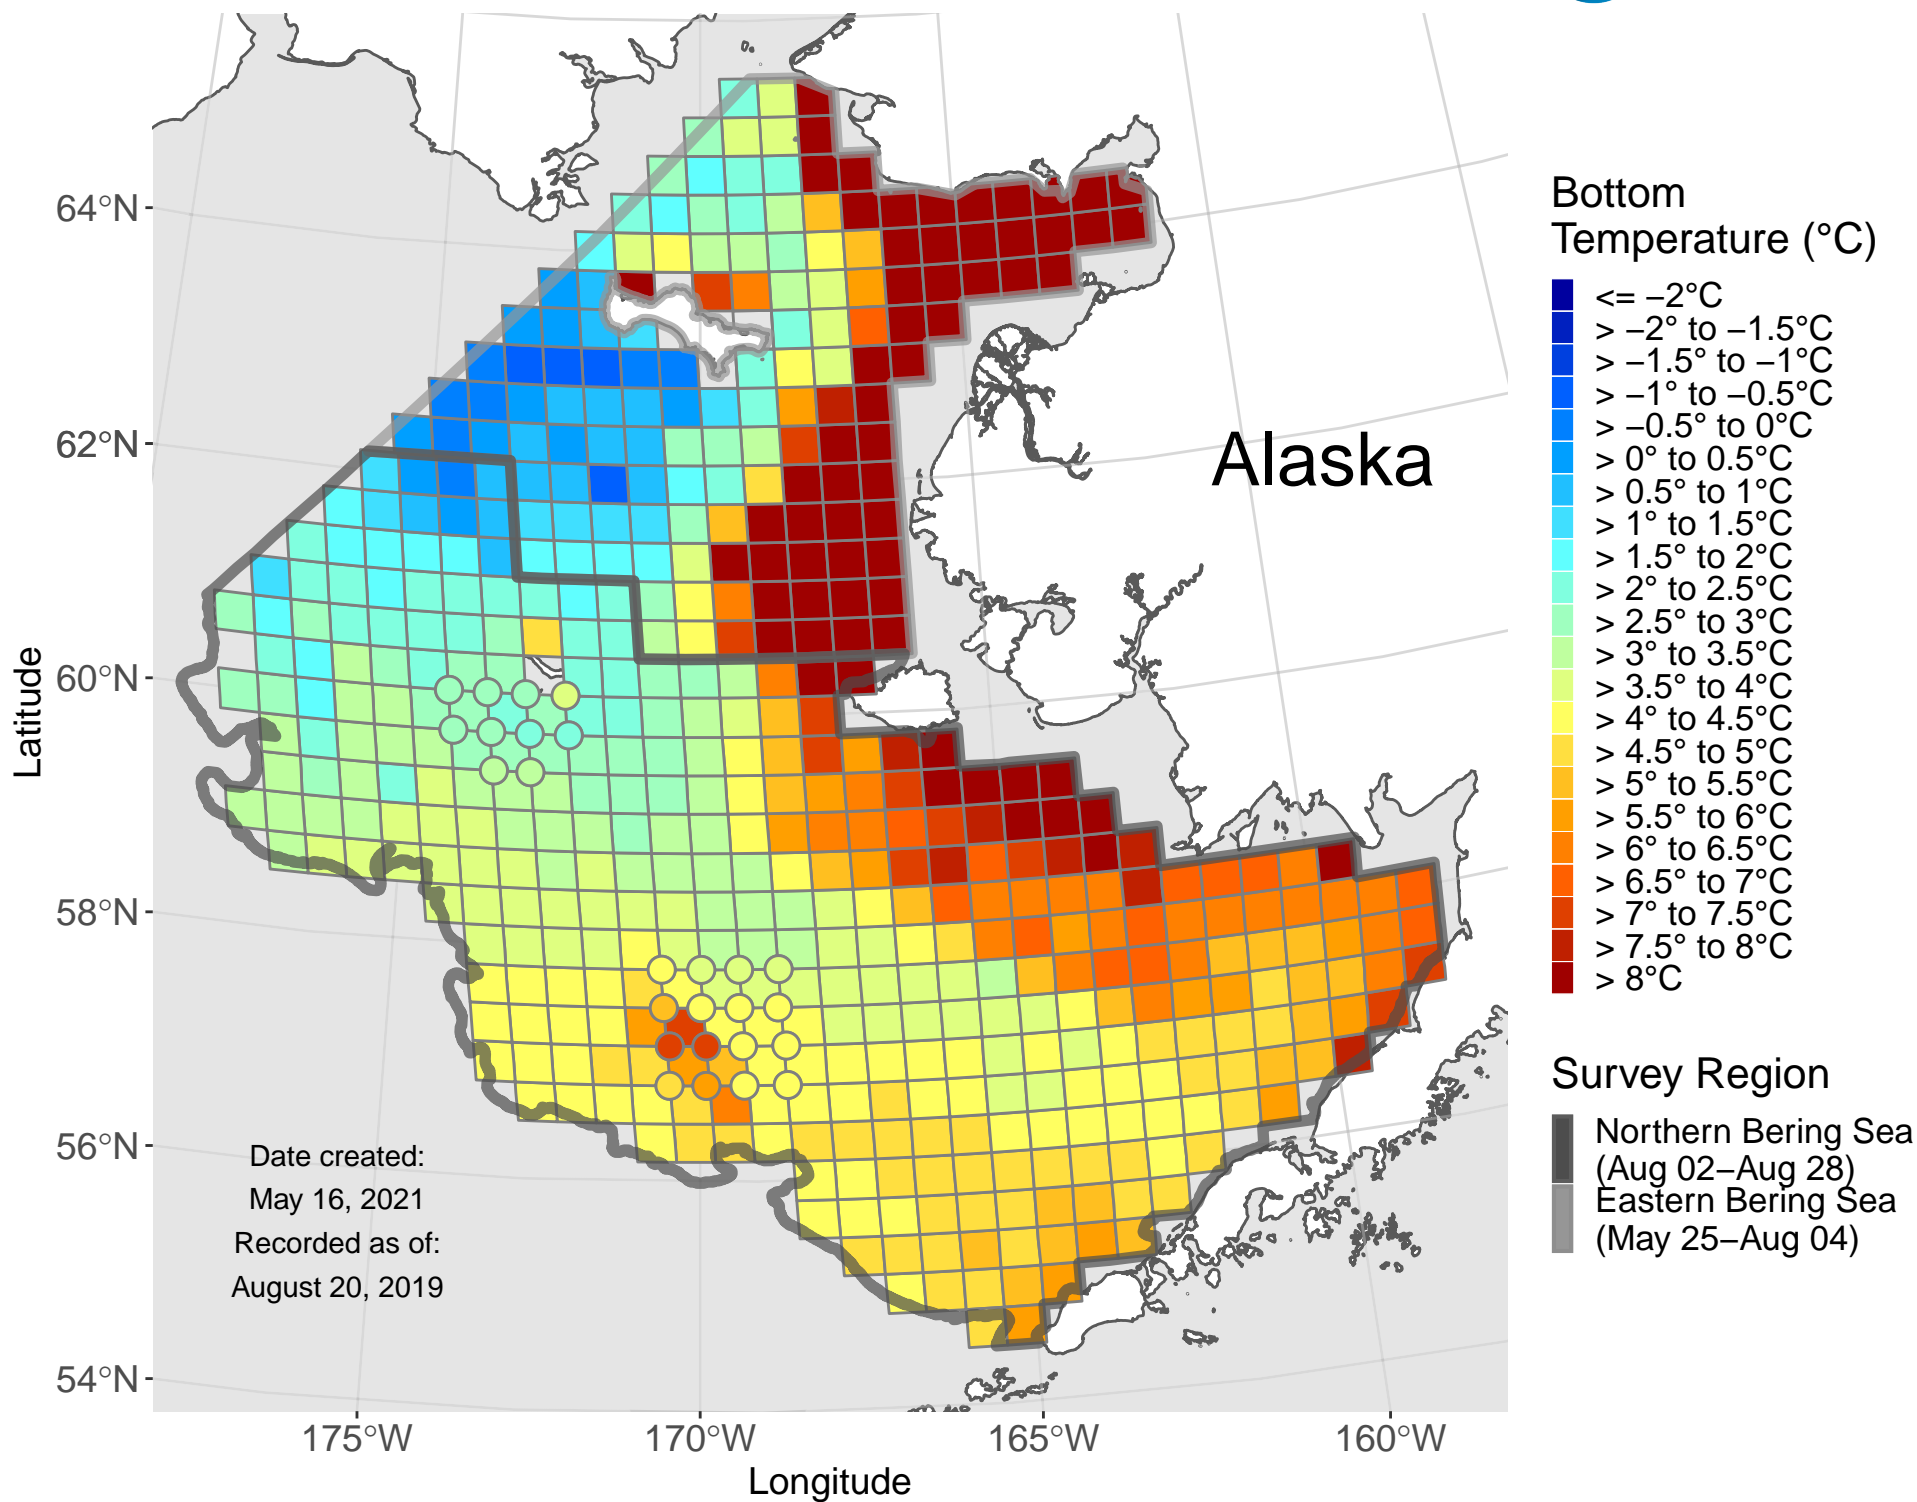 64°N
62°N
60°N
58°N
56°N
54°N
Latitude
175°W
170°W
165°W
160°W
Longitude
Alaska
Date created:
May 16, 2021
Recorded as of:
August 20, 2019
Bottom
Temperature (°C)
<= −2°C
> −2° to −1.5°C
> −1.5° to −1°C
> −1° to −0.5°C
> −0.5° to 0°C
> 0° to 0.5°C
> 0.5° to 1°C
> 1° to 1.5°C
> 1.5° to 2°C
> 2° to 2.5°C
> 2.5° to 3°C
> 3° to 3.5°C
> 3.5° to 4°C
> 4° to 4.5°C
> 4.5° to 5°C
> 5° to 5.5°C
> 5.5° to 6°C
> 6° to 6.5°C
> 6.5° to 7°C
> 7° to 7.5°C
> 7.5° to 8°C
> 8°C
Survey Region
Northern Bering Sea
(Aug 02−Aug 28)
Eastern Bering Sea
(May 25−Aug 04)